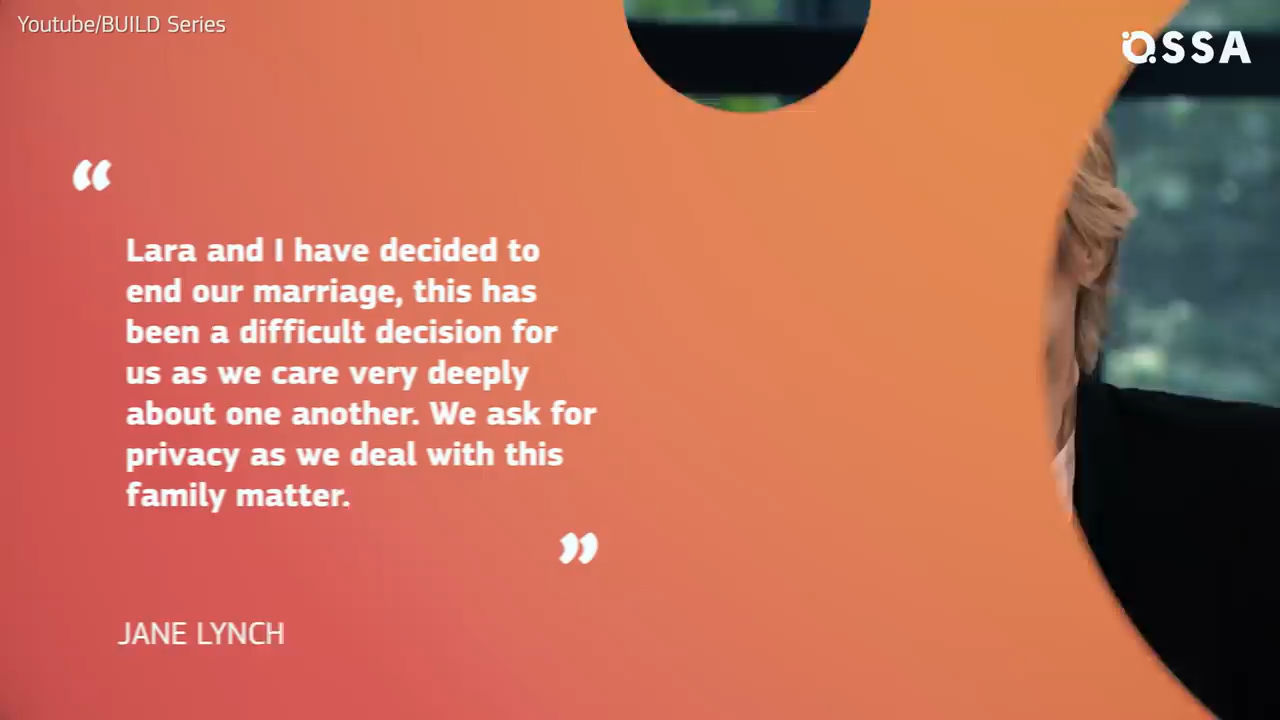 Youtube/BUILD Series
OSSA
“
Lara and I have decided to
end our marriage, this has
been a difficult decision for
us as we care very deeply
about one another. We ask for
privacy as we deal with this
family matter.
”
JANE LYNCH